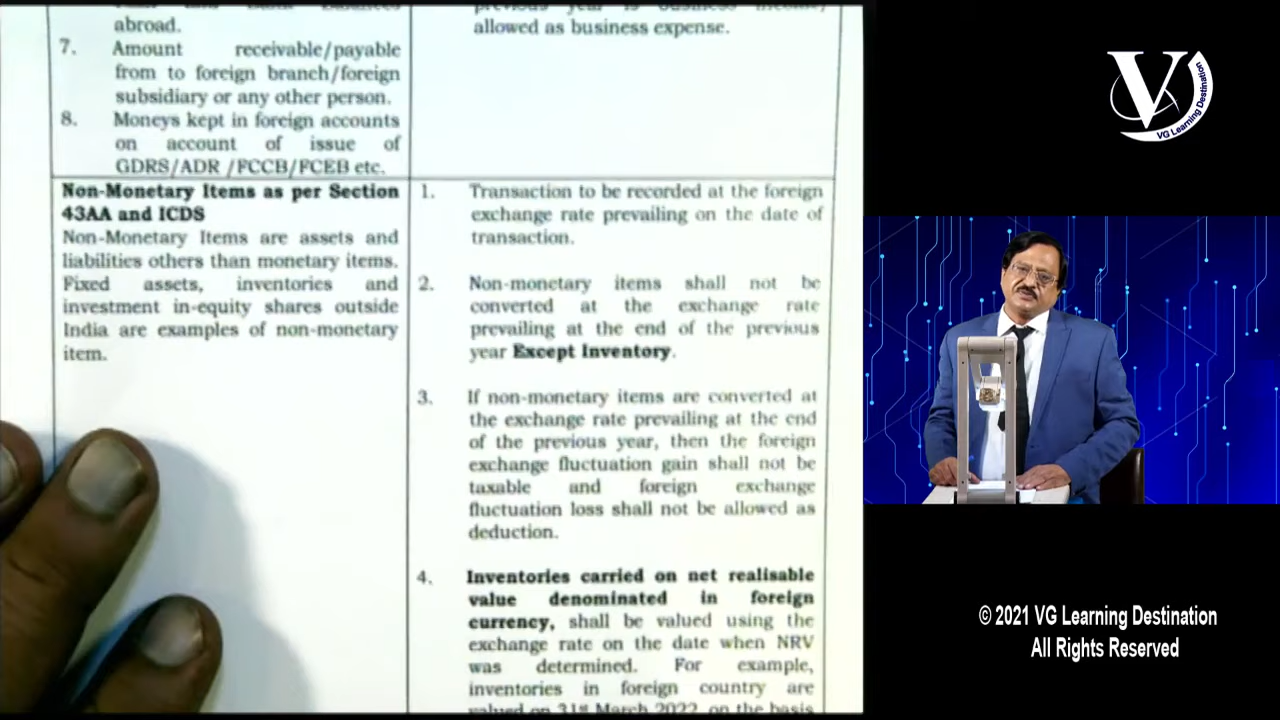 abroad.
allowed as business expense.
7. Amount receivable/payable
from to foreign branch/foreign
subsidiary or any other person.
8. Moneys kept in foreign accounts
on account of issue of
GDRS/ADR /FCCB/FCEB etc.
Non-Monetary Items as per Section
43AA and ICDS
Non-Monetary Items are assets and
liabilities others than monetary items.
Fixed assets, inventories and
investment in-equity shares outside
India are examples of non-monetary
item.
1. Transaction to be recorded at the foreign
exchange rate prevailing on the date of
transaction.
2. Non-monetary items shall not be
converted at the exchange rate
prevailing at the end of the previous
year Except Inventory.
3. If non-monetary items are converted at
the exchange rate prevailing at the end
of the previous year, then the foreign
exchange fluctuation gain shall not be
taxable and foreign exchange
fluctuation loss shall not be allowed as
deduction.
4. Inventories carried on net realisable
value denominated in foreign
currency, shall be valued using the
exchange rate on the date when NRV
was determined. For example,
inventories in foreign country are
valued on 31st March 2022, on the basis
V
VG Learning Destination
© 2021 VG Learning Destination
All Rights Reserved